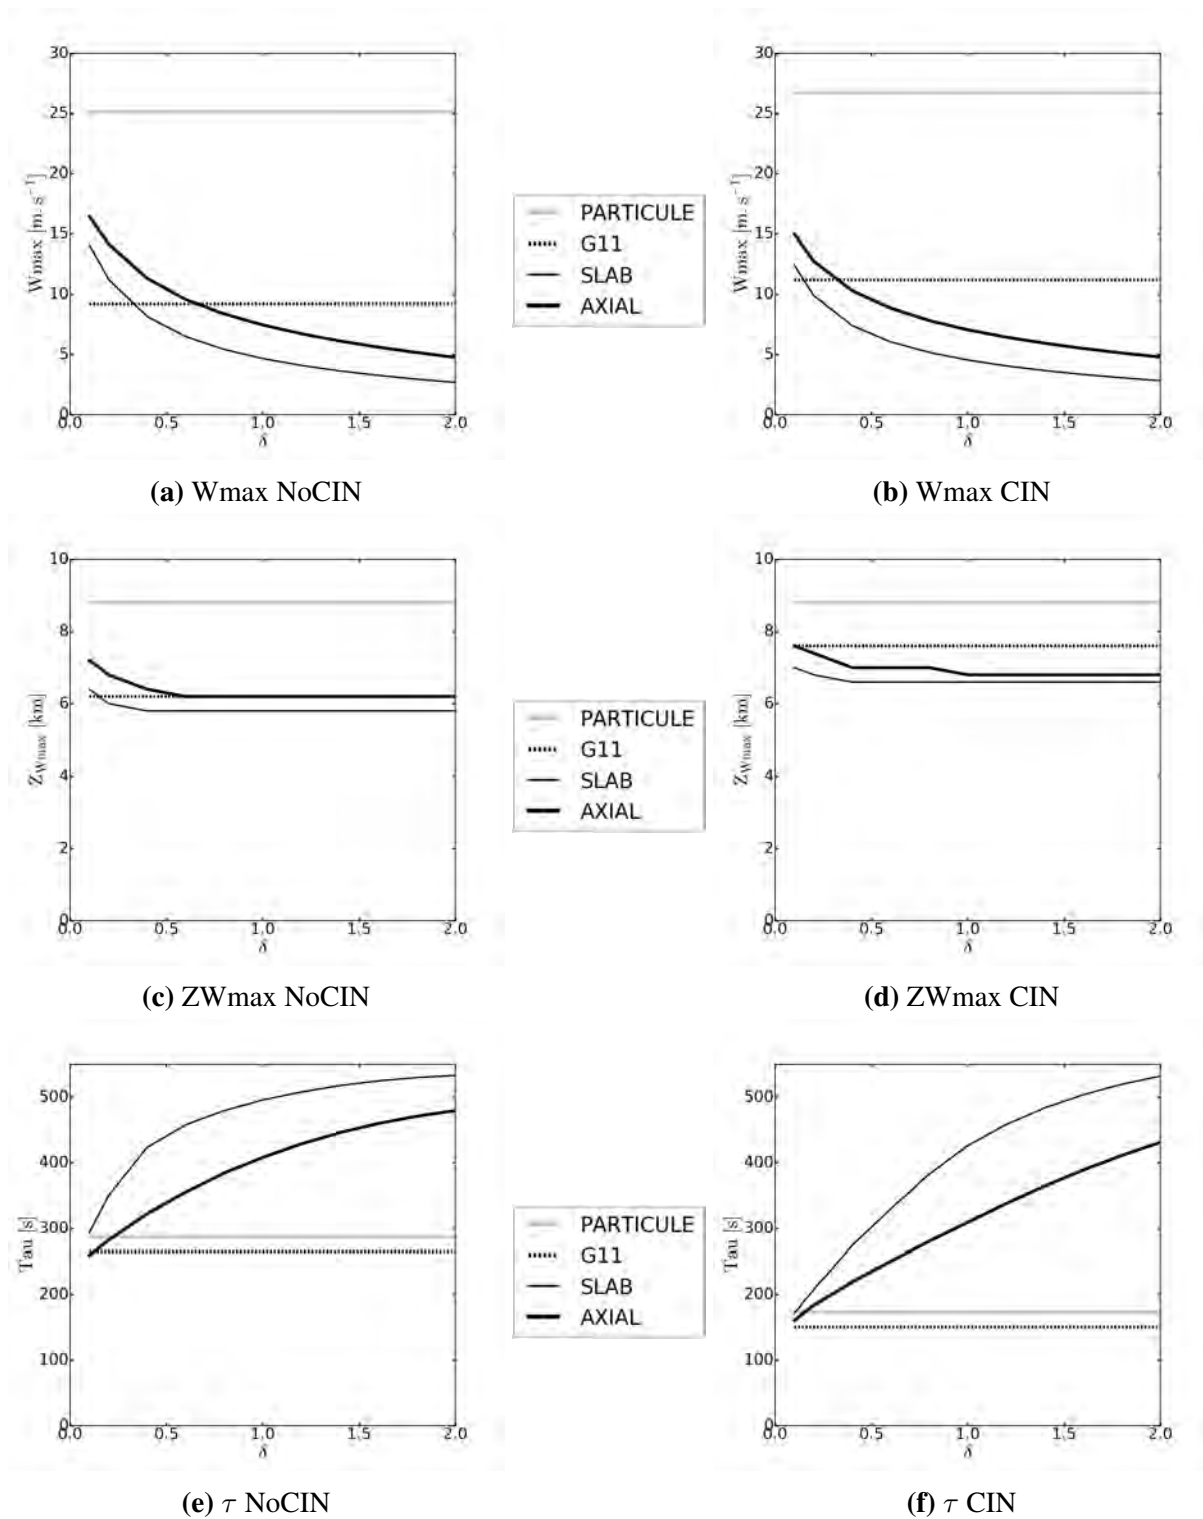 30
25
20
15
10
5
0
Wmax [m.s⁻¹]
0.0 0.5 1.0 1.5 2.0
δ
(a) Wmax NoCIN
PARTICULE
G11
SLAB
AXIAL
30
25
20
15
10
5
0
Wmax [m.s⁻¹]
0.0 0.5 1.0 1.5 2.0
δ
(b) Wmax CIN
10
8
6
4
2
0
Z_Wmax [km]
0.0 0.5 1.0 1.5 2.0
δ
(c) ZWmax NoCIN
PARTICULE
G11
SLAB
AXIAL
10
8
6
4
2
0
Z_Wmax [km]
0.0 0.5 1.0 1.5 2.0
δ
(d) ZWmax CIN
500
400
300
200
100
0
Tau [s]
0.0 0.5 1.0 1.5 2.0
δ
(e) τ NoCIN
PARTICULE
G11
SLAB
AXIAL
500
400
300
200
100
0
Tau [s]
0.0 0.5 1.0 1.5 2.0
δ
(f) τ CIN